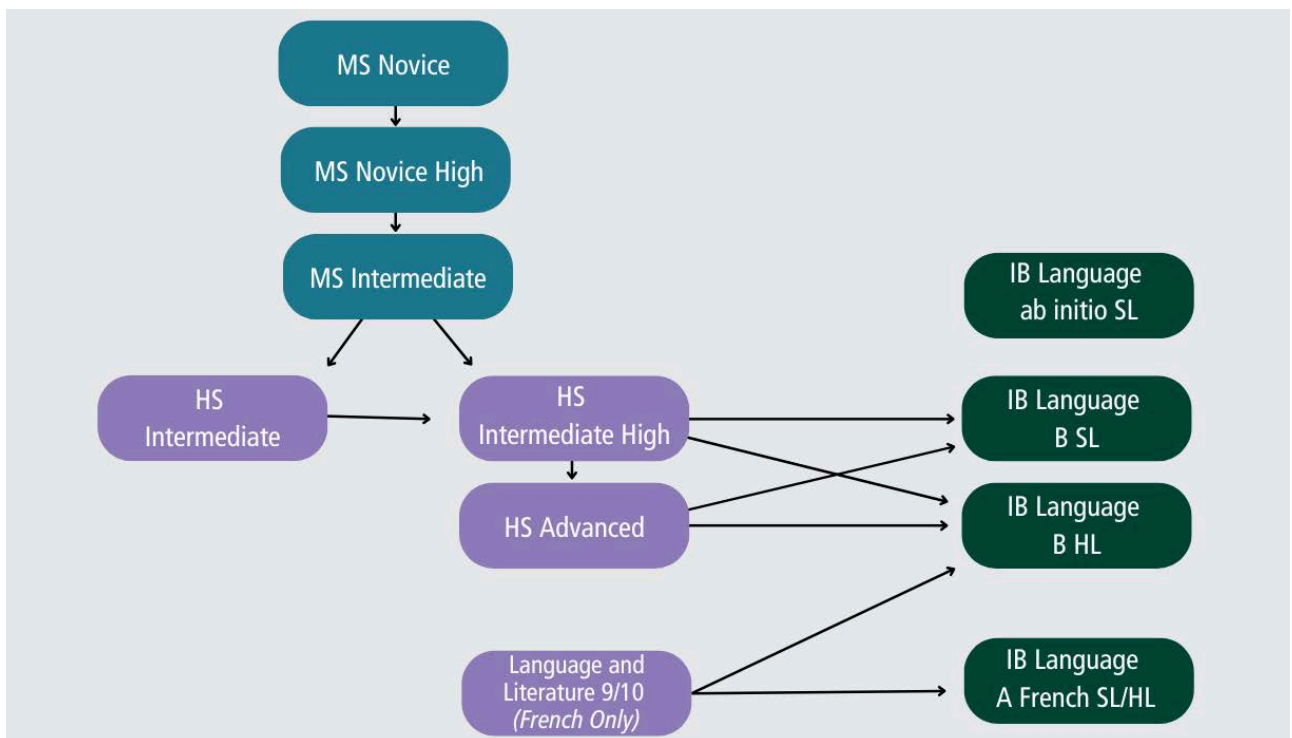 MS Novice
MS Novice High
MS Intermediate
IB Language
ab initio SL
HS
Intermediate
HS
Intermediate High
IB Language
B SL
HS Advanced
IB Language
B HL
Language and
Literature 9/10
(French Only)
IB Language
A French SL/HL